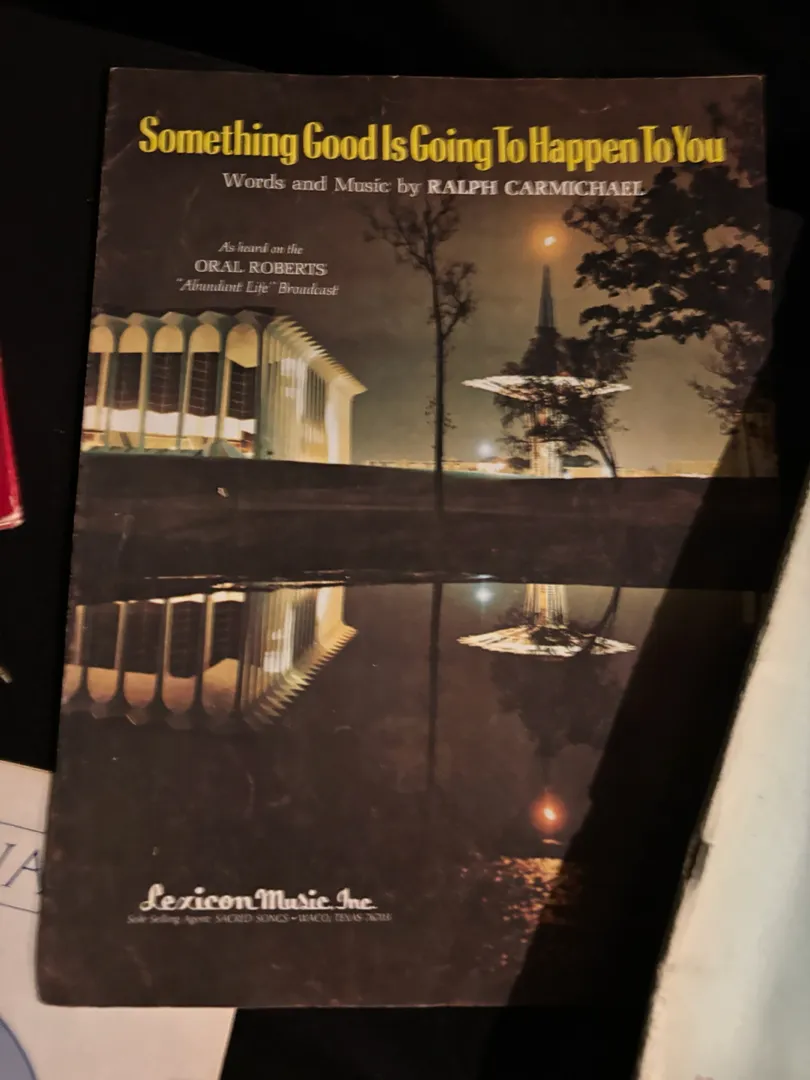 Something Good Is Going To Happen To You
Words and Music by RALPH CARMICHAEL
As heard on the
ORAL ROBERTS
"Abundant Life" Broadcast
Lexicon Music, Inc.
Sole Selling Agent: SACRED SONGS • WACO, TEXAS
IA